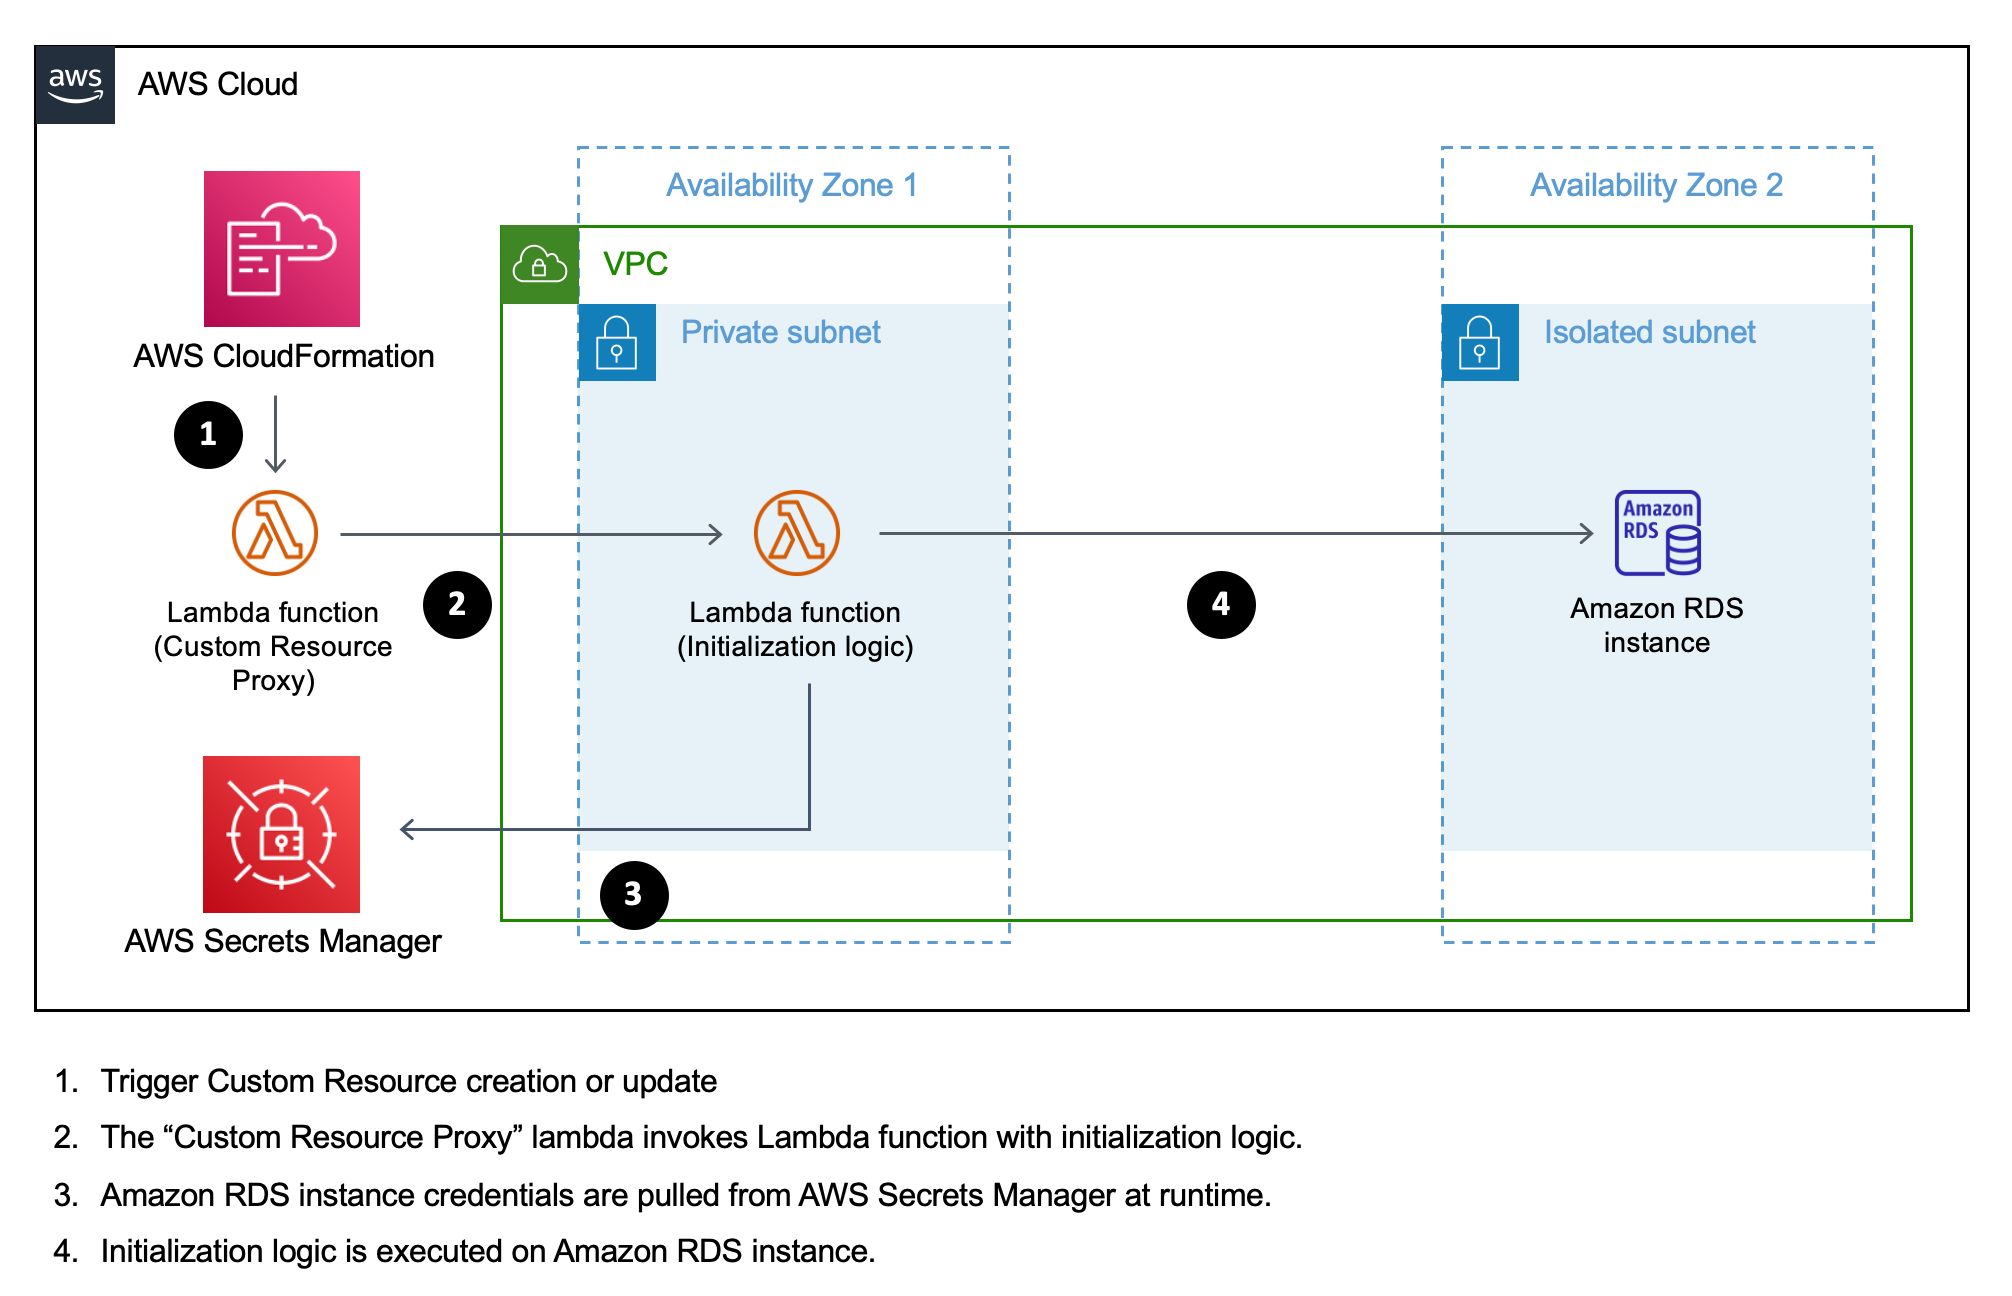 aws
AWS Cloud
Availability Zone 1
Availability Zone 2
VPC
Private subnet
Isolated subnet
AWS CloudFormation
1
Amazon
RDS
Lambda function
(Custom Resource
Proxy)
2
Lambda function
(Initialization logic)
4
Amazon RDS
instance
3
AWS Secrets Manager
1. Trigger Custom Resource creation or update
2. The “Custom Resource Proxy” lambda invokes Lambda function with initialization logic.
3. Amazon RDS instance credentials are pulled from AWS Secrets Manager at runtime.
4. Initialization logic is executed on Amazon RDS instance.